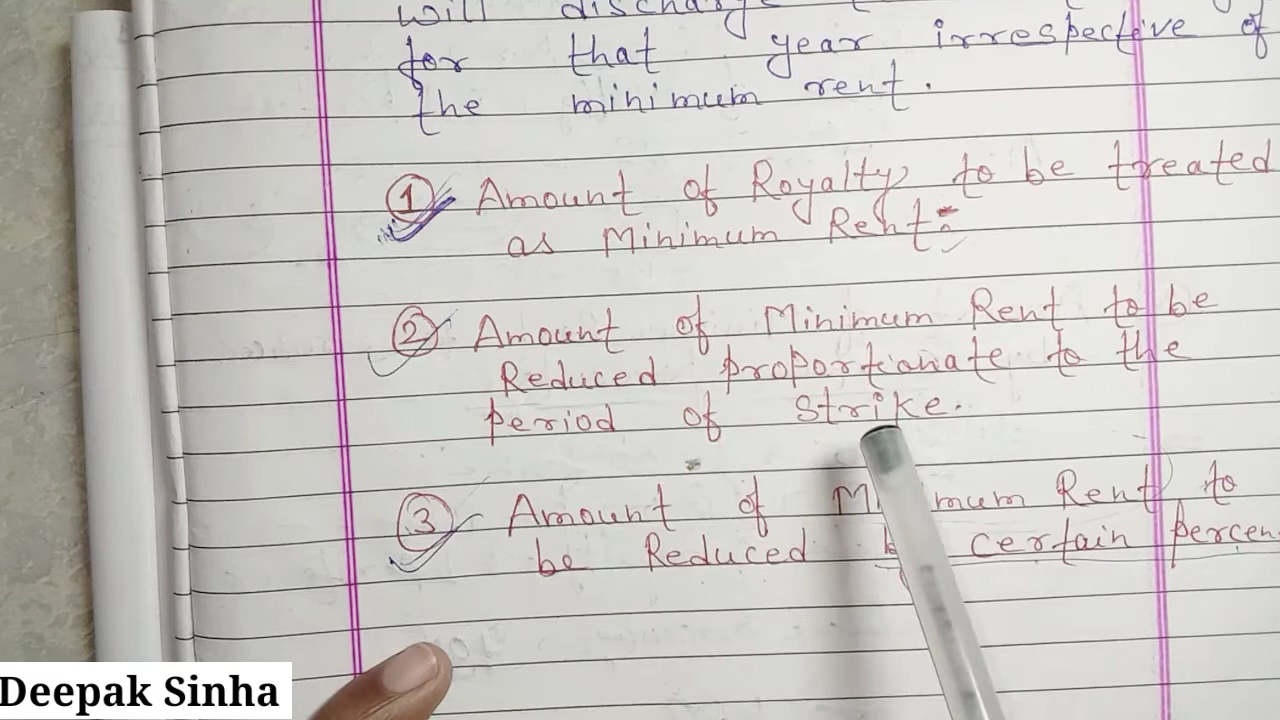 will discharge
for that year irrespective of
the minimum rent.
① Amount of Royalty to be treated
as Minimum Rent:-
② Amount of Minimum Rent to be
Reduced proportionate to the
period of Strike.
③ Amount of Rent to
be Reduced certain
Deepak Sinha